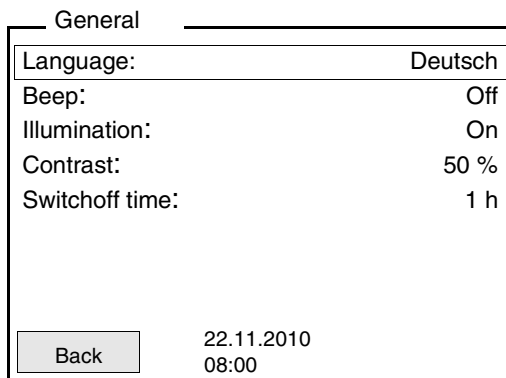 General
Language: Deutsch
Beep: Off
Illumination: On
Contrast: 50 %
Switchoff time: 1 h
Back
22.11.2010
08:00